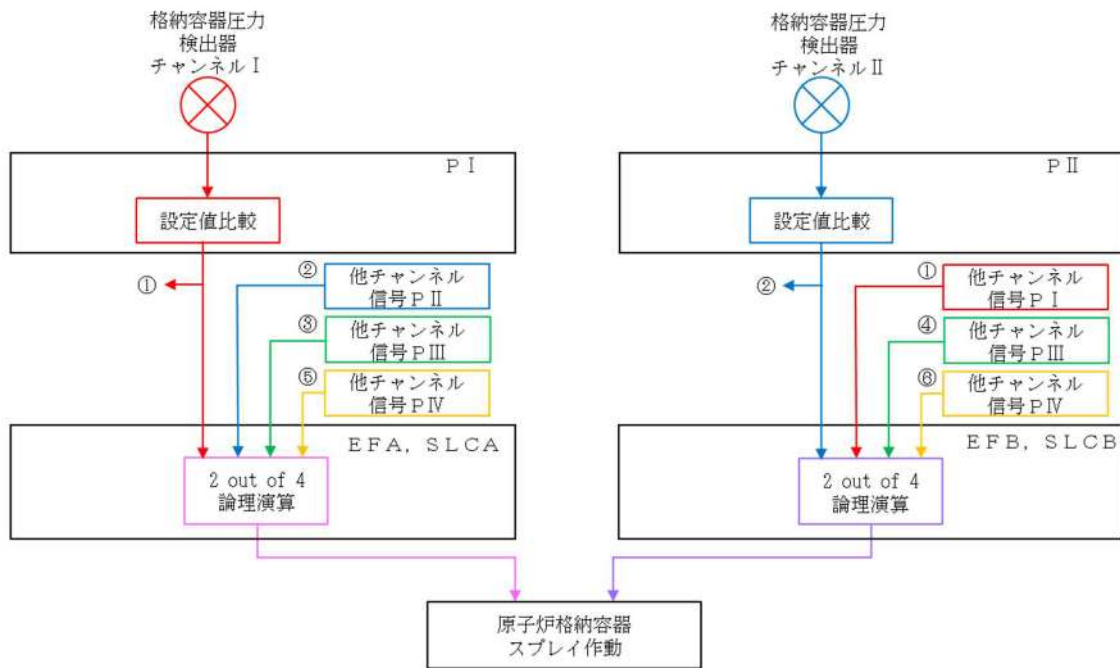 格納容器圧力
検出器
チャンネルⅠ
格納容器圧力
検出器
チャンネルⅡ
PⅠ
PⅡ
設定値比較
設定値比較
①
②
他チャンネル
信号PⅡ
③
他チャンネル
信号PⅢ
⑤
他チャンネル
信号PⅣ
②
①
他チャンネル
信号PⅠ
④
他チャンネル
信号PⅢ
⑥
他チャンネル
信号PⅣ
EFA, SLCA
EFB, SLCB
2 out of 4
論理演算
2 out of 4
論理演算
原子炉格納容器
スプレイ作動